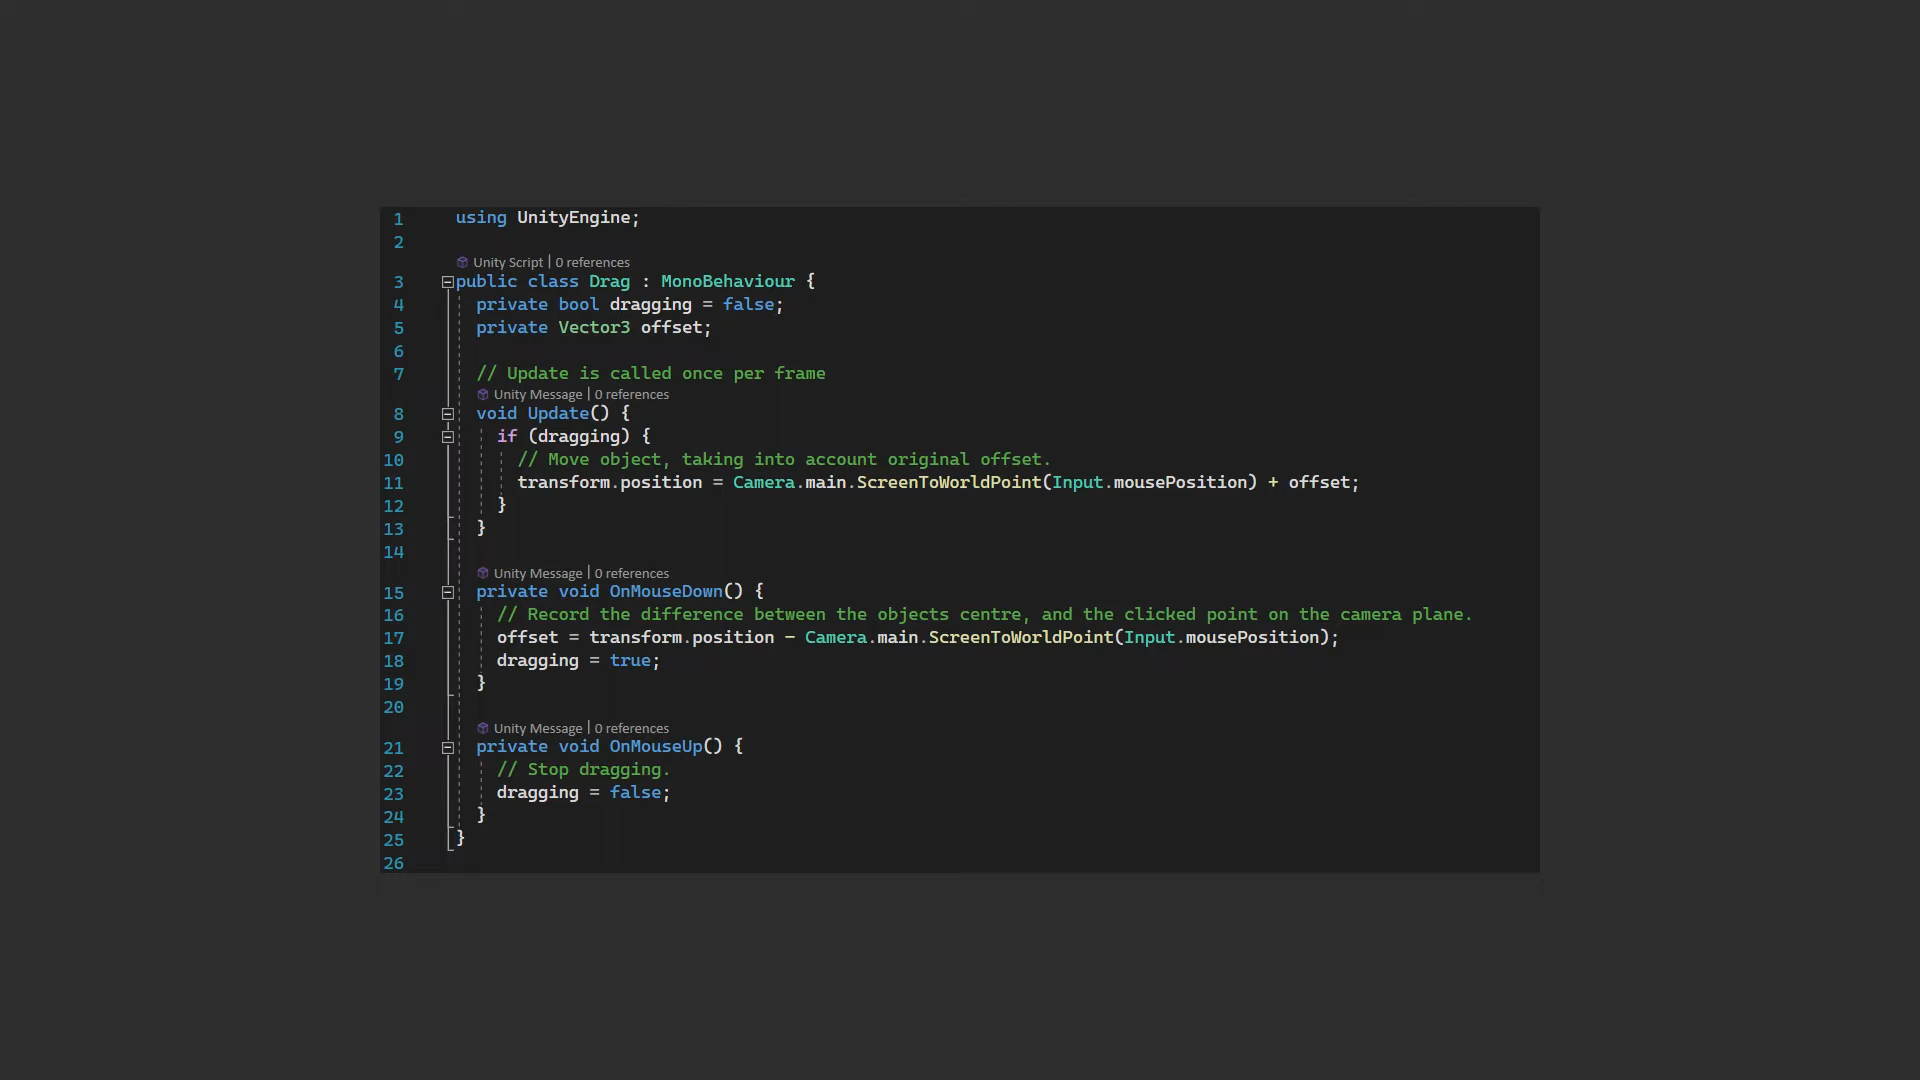 1 using UnityEngine;
2
Unity Script | 0 references
3 public class Drag : MonoBehaviour {
4 private bool dragging = false;
5 private Vector3 offset;
6
7 // Update is called once per frame
Unity Message | 0 references
8 void Update() {
9 if (dragging) {
10 // Move object, taking into account original offset.
11 transform.position = Camera.main.ScreenToWorldPoint(Input.mousePosition) + offset;
12 }
13 }
14
Unity Message | 0 references
15 private void OnMouseDown() {
16 // Record the difference between the objects centre, and the clicked point on the camera plane.
17 offset = transform.position - Camera.main.ScreenToWorldPoint(Input.mousePosition);
18 dragging = true;
19 }
20
Unity Message | 0 references
21 private void OnMouseUp() {
22 // Stop dragging.
23 dragging = false;
24 }
25 }
26